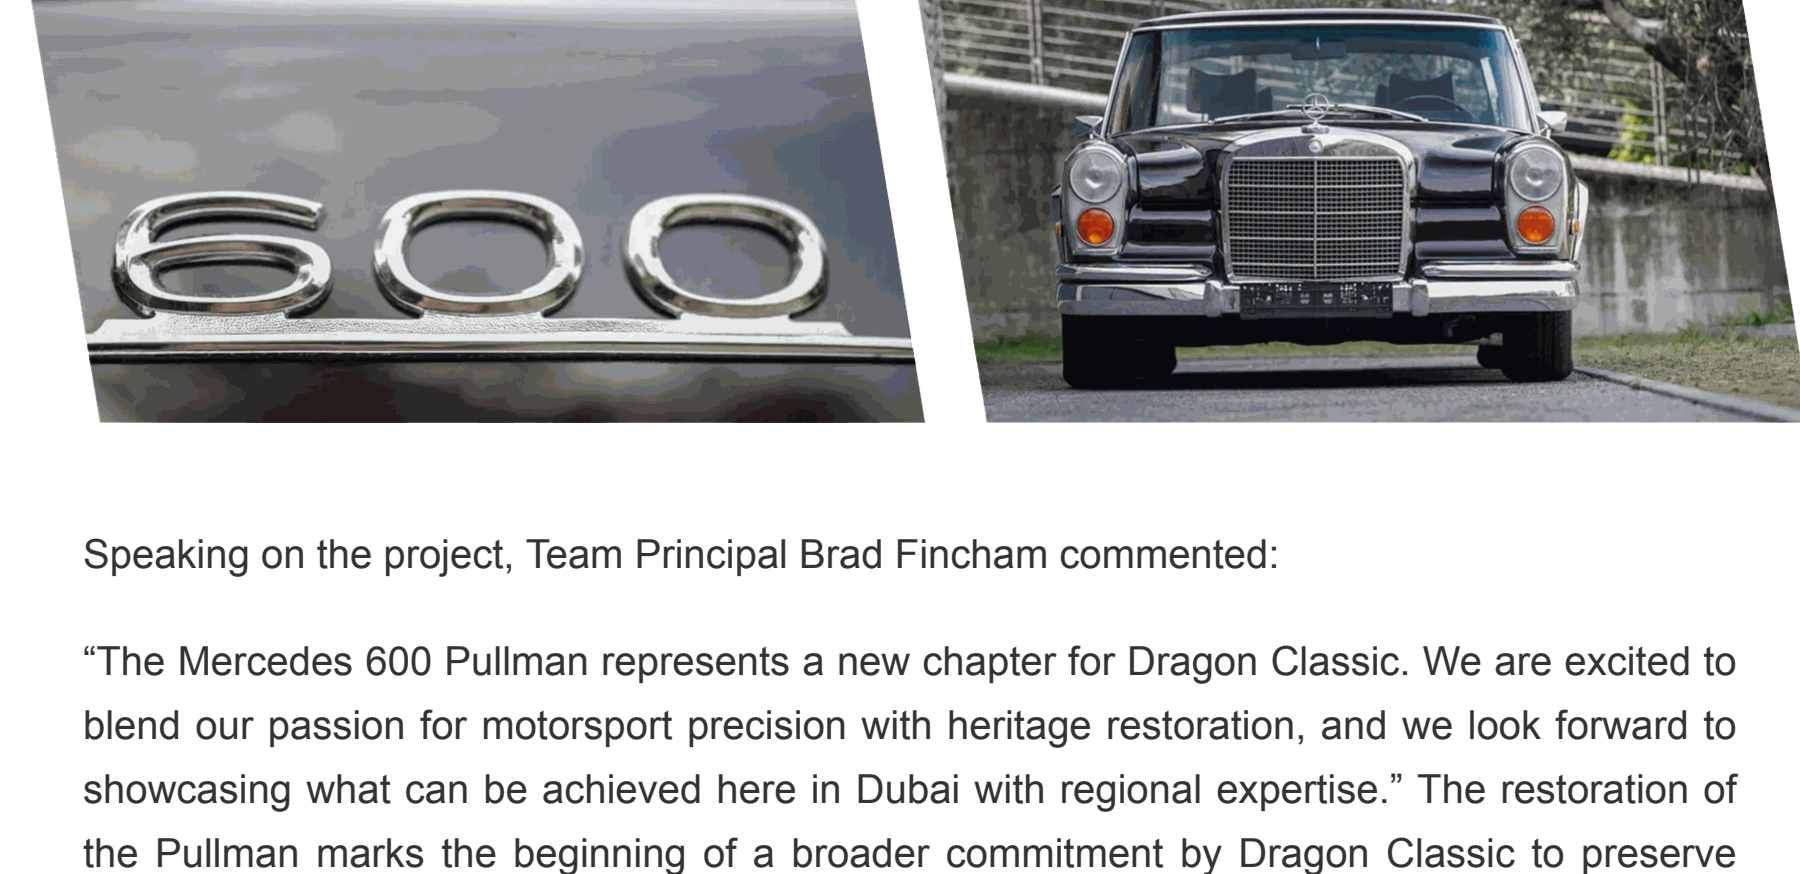 600
Speaking on the project, Team Principal Brad Fincham commented:
“The Mercedes 600 Pullman represents a new chapter for Dragon Classic. We are excited to
blend our passion for motorsport precision with heritage restoration, and we look forward to
showcasing what can be achieved here in Dubai with regional expertise.” The restoration of
the Pullman marks the beginning of a broader commitment by Dragon Classic to preserve